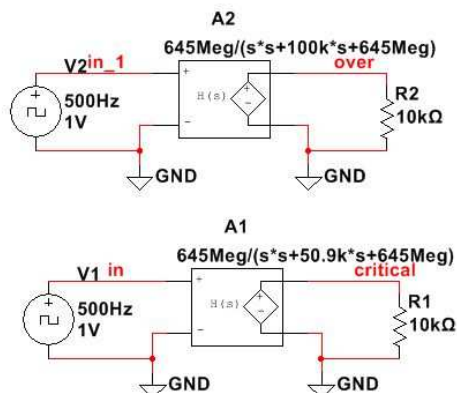 A2
645Meg/(s*s+100k*s+645Meg)
V2 in_1
over
+
+
+
H(s)
500Hz
1V
R2
10kΩ
GND
GND
A1
645Meg/(s*s+50.9k*s+645Meg)
V1 in
critical
+
+
+
H(s)
500Hz
1V
R1
10kΩ
GND
GND